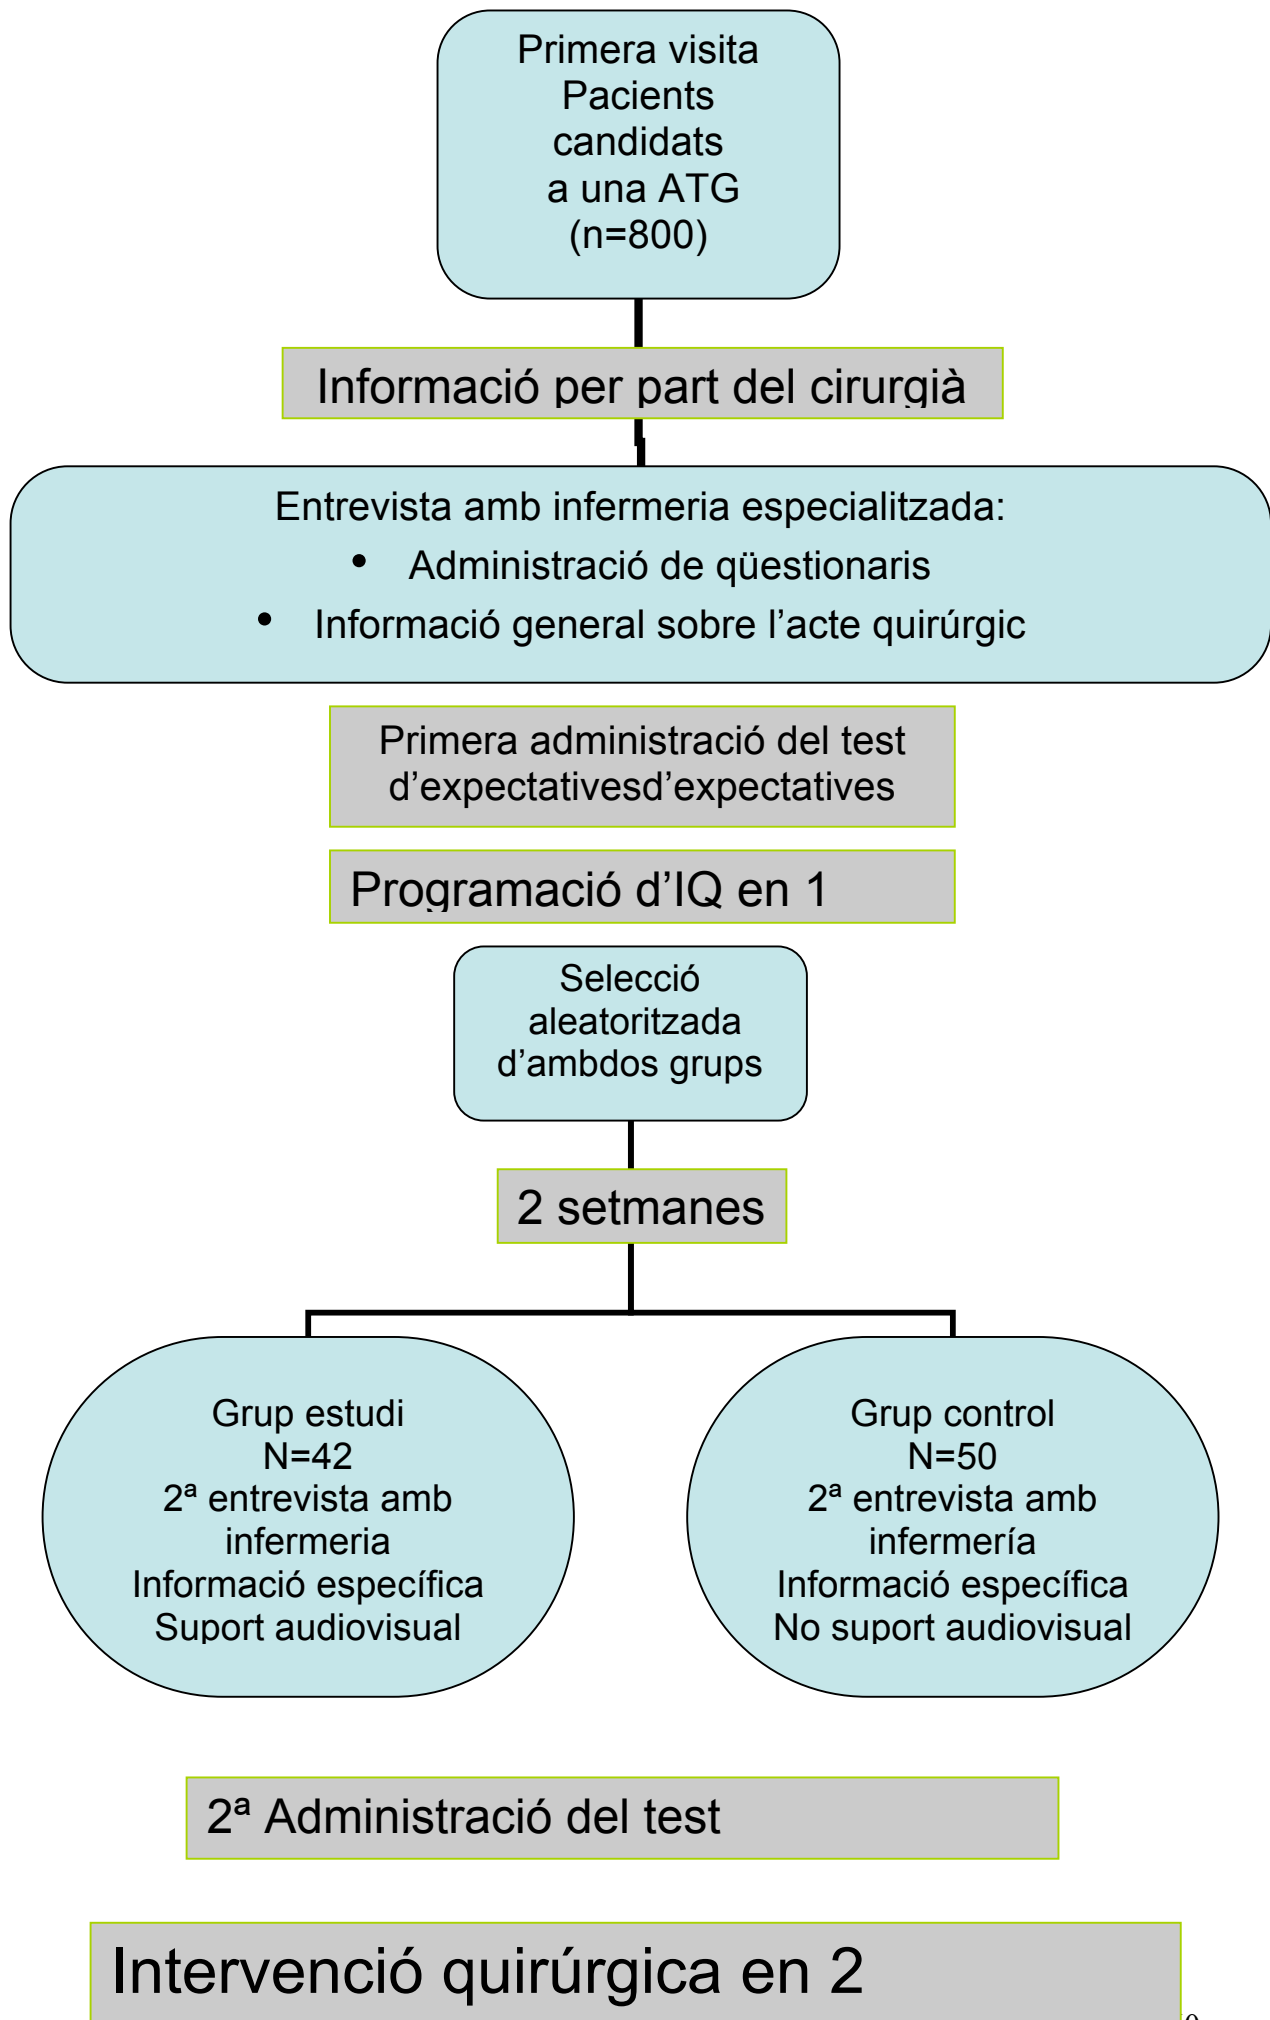 Primera visita
Pacients
candidats
a una ATG
(n=800)
Informació per part del cirurgià
Entrevista amb infermeria especialitzada:
• Administració de qüestionaris
• Informació general sobre l’acte quirúrgic
Primera administració del test
d’expectativesd’expectatives
Programació d’IQ en 1
Selecció
aleatoritzada
d’ambdos grups
2 setmanes
Grup estudi
N=42
2ª entrevista amb
infermeria
Informació específica
Suport audiovisual
Grup control
N=50
2ª entrevista amb
infermería
Informació específica
No suport audiovisual
2ª Administració del test
Intervenció quirúrgica en 2